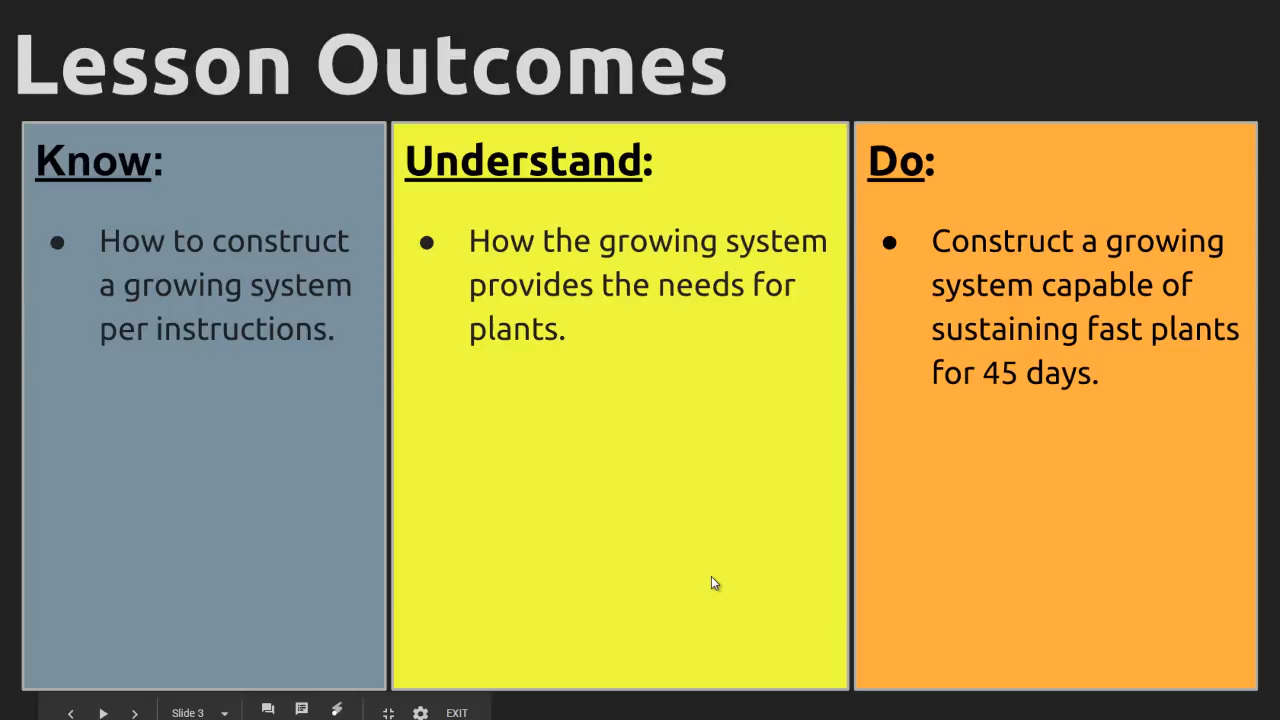 Lesson Outcomes
Know:
● How to construct
a growing system
per instructions.
Understand:
● How the growing system
provides the needs for
plants.
Do:
● Construct a growing
system capable of
sustaining fast plants
for 45 days.
Slide 3
EXIT